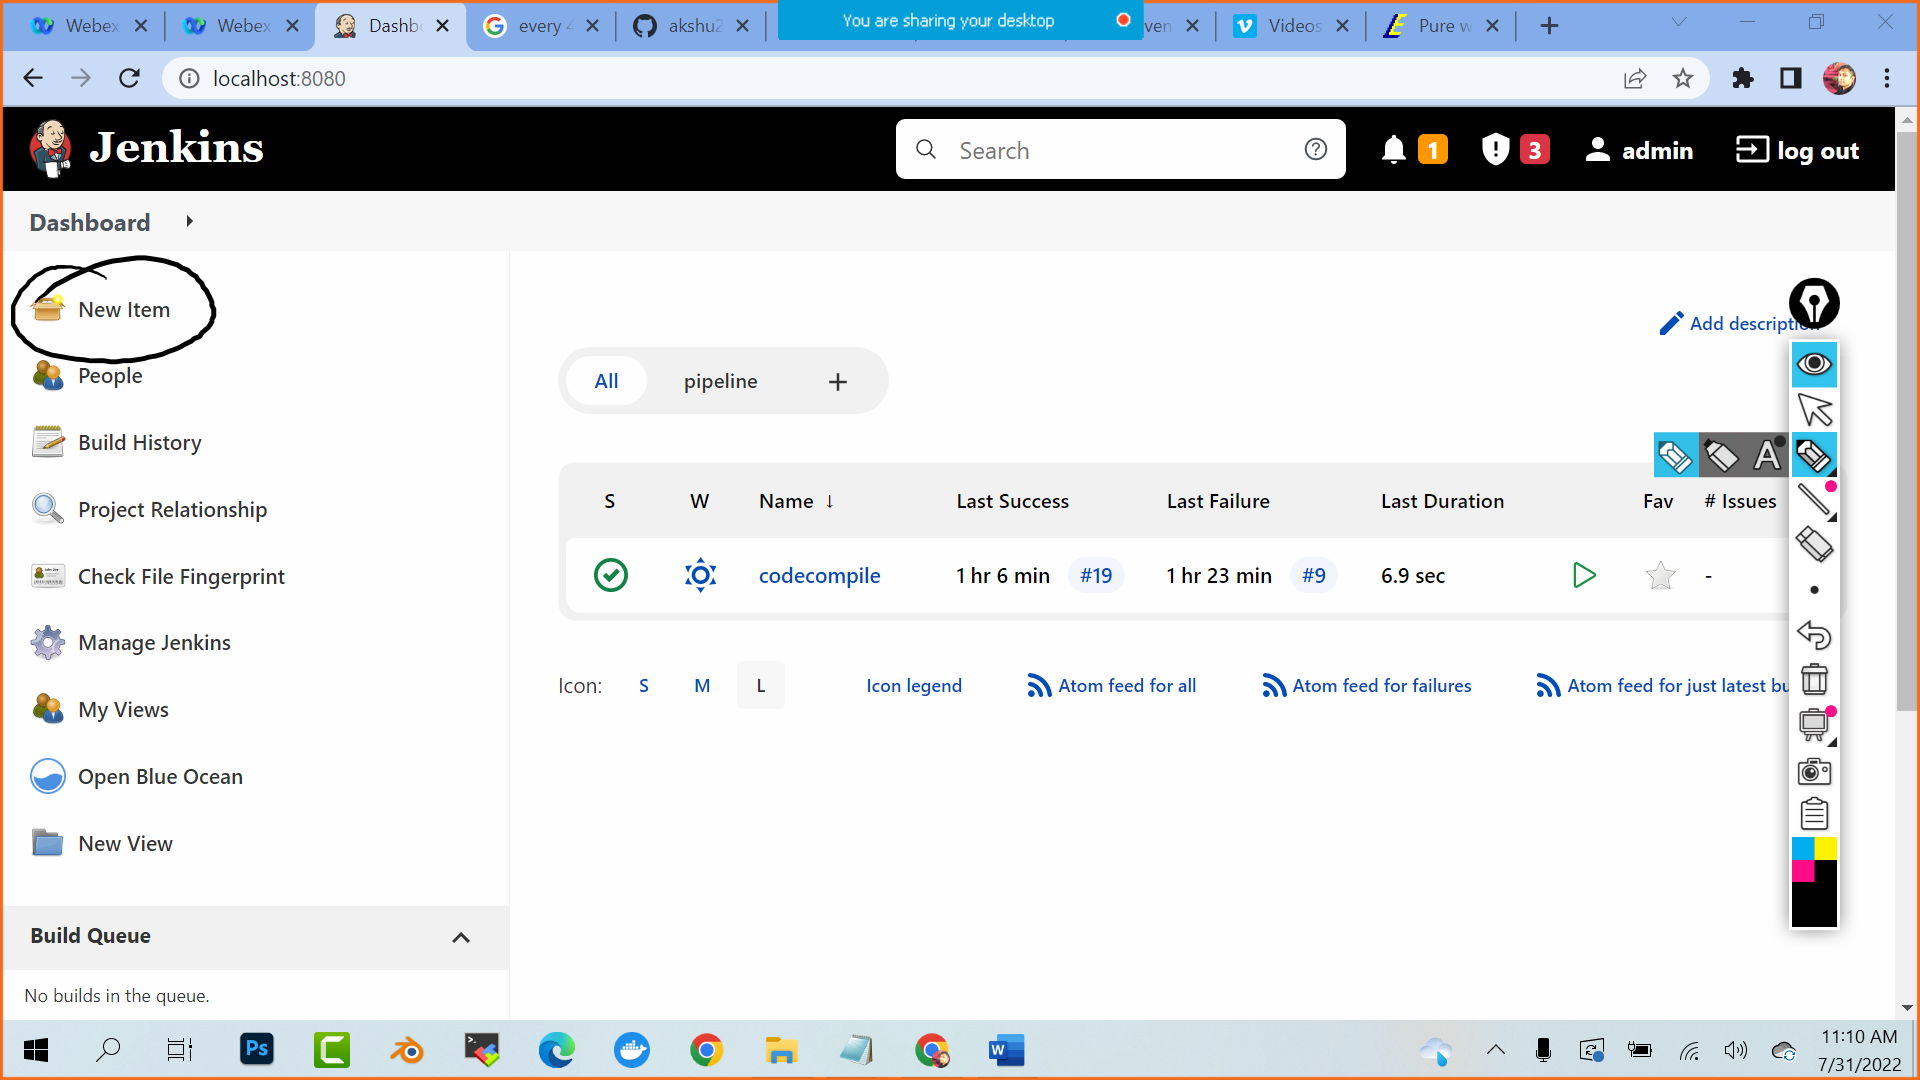 Webex
Webex
Dashbo
every 4
akshu2
You are sharing your desktop
ven
Videos
Pure w
localhost:8080
Jenkins
Search
1
3
admin
log out
Dashboard
New Item
People
Build History
Project Relationship
Check File Fingerprint
Manage Jenkins
My Views
Open Blue Ocean
New View
Build Queue
No builds in the queue.
Add description
All pipeline +
S W Name ↓ Last Success Last Failure Last Duration Fav # Issues
codecompile 1 hr 6 min #19 1 hr 23 min #9 6.9 sec -
Icon: S M L Icon legend Atom feed for all Atom feed for failures Atom feed for just latest bu
A
Ps
C
W
11:10 AM
7/31/2022